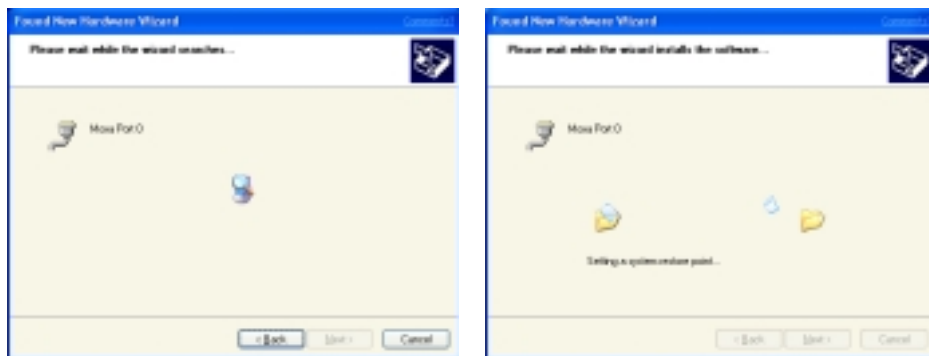 Found New Hardware Wizard
Comments?
Please wait while the wizard searches...
Moxa Port 0
< Back
Next >
Cancel
Found New Hardware Wizard
Comments?
Please wait while the wizard installs the software...
Moxa Port 0
Setting a system restore point...
< Back
Next >
Cancel